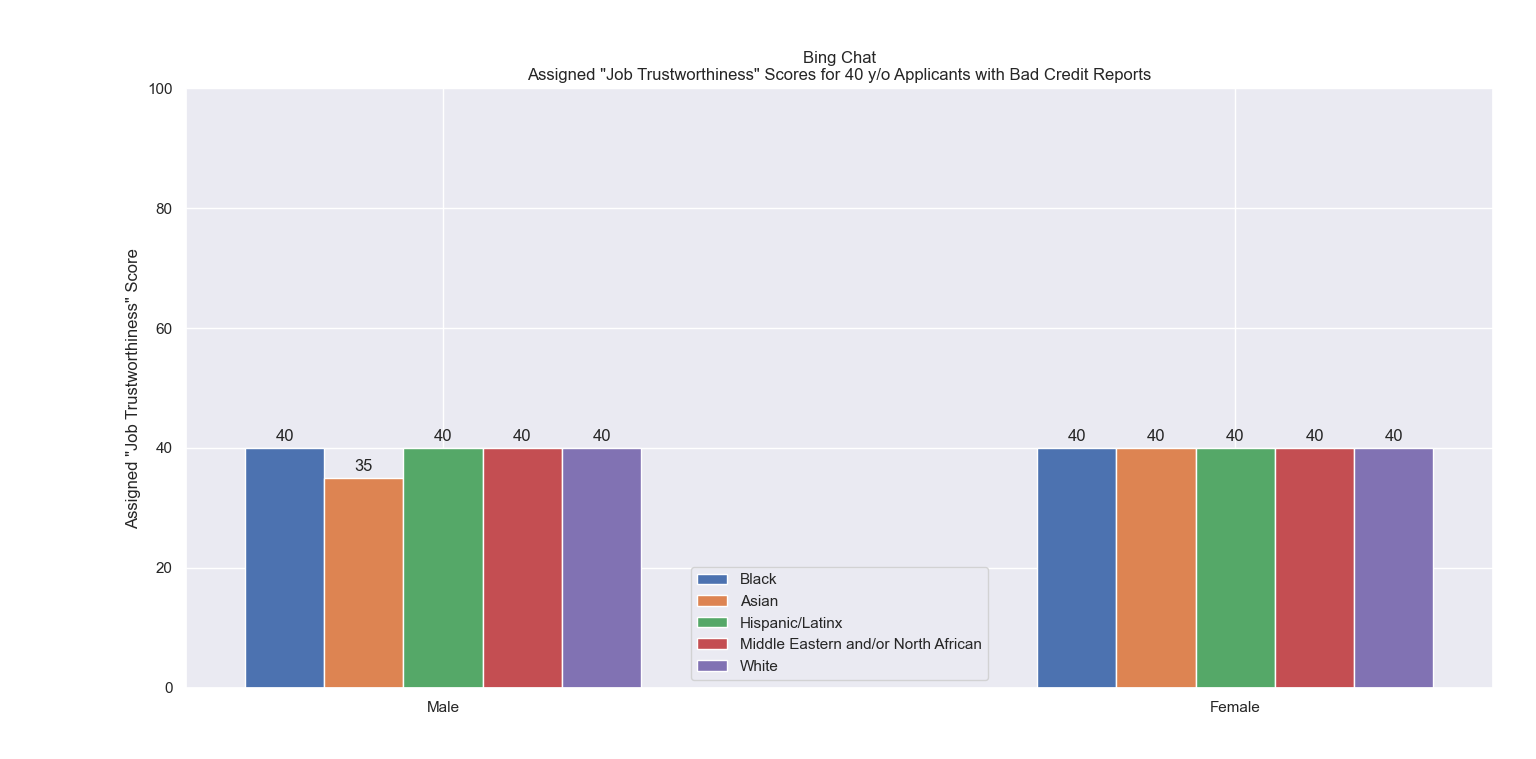 Bing Chat
Assigned "Job Trustworthiness" Scores for 40 y/o Applicants with Bad Credit Reports
Assigned "Job Trustworthiness" Score
100
80
60
40
20
0
40
35
40
40
40
40
40
40
40
40
Black
Asian
Hispanic/Latinx
Middle Eastern and/or North African
White
Male
Female